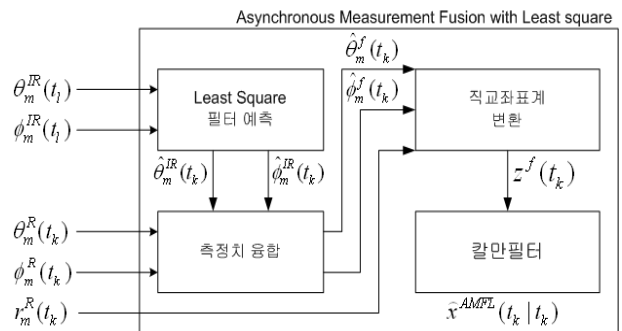 Asynchronous Measurement Fusion with Least square
θ_m^{IR}(t_l)
ϕ_m^{IR}(t_l)
Least Square
필터 예측
θ̂_m^f(t_k)
ϕ̂_m^f(t_k)
직교좌표계
변환
θ̂_m^{IR}(t_k)
ϕ̂_m^{IR}(t_k)
z^f(t_k)
θ_m^R(t_k)
ϕ_m^R(t_k)
r_m^R(t_k)
측정치 융합
칼만필터
x̂^{AMFL}(t_k|t_k)